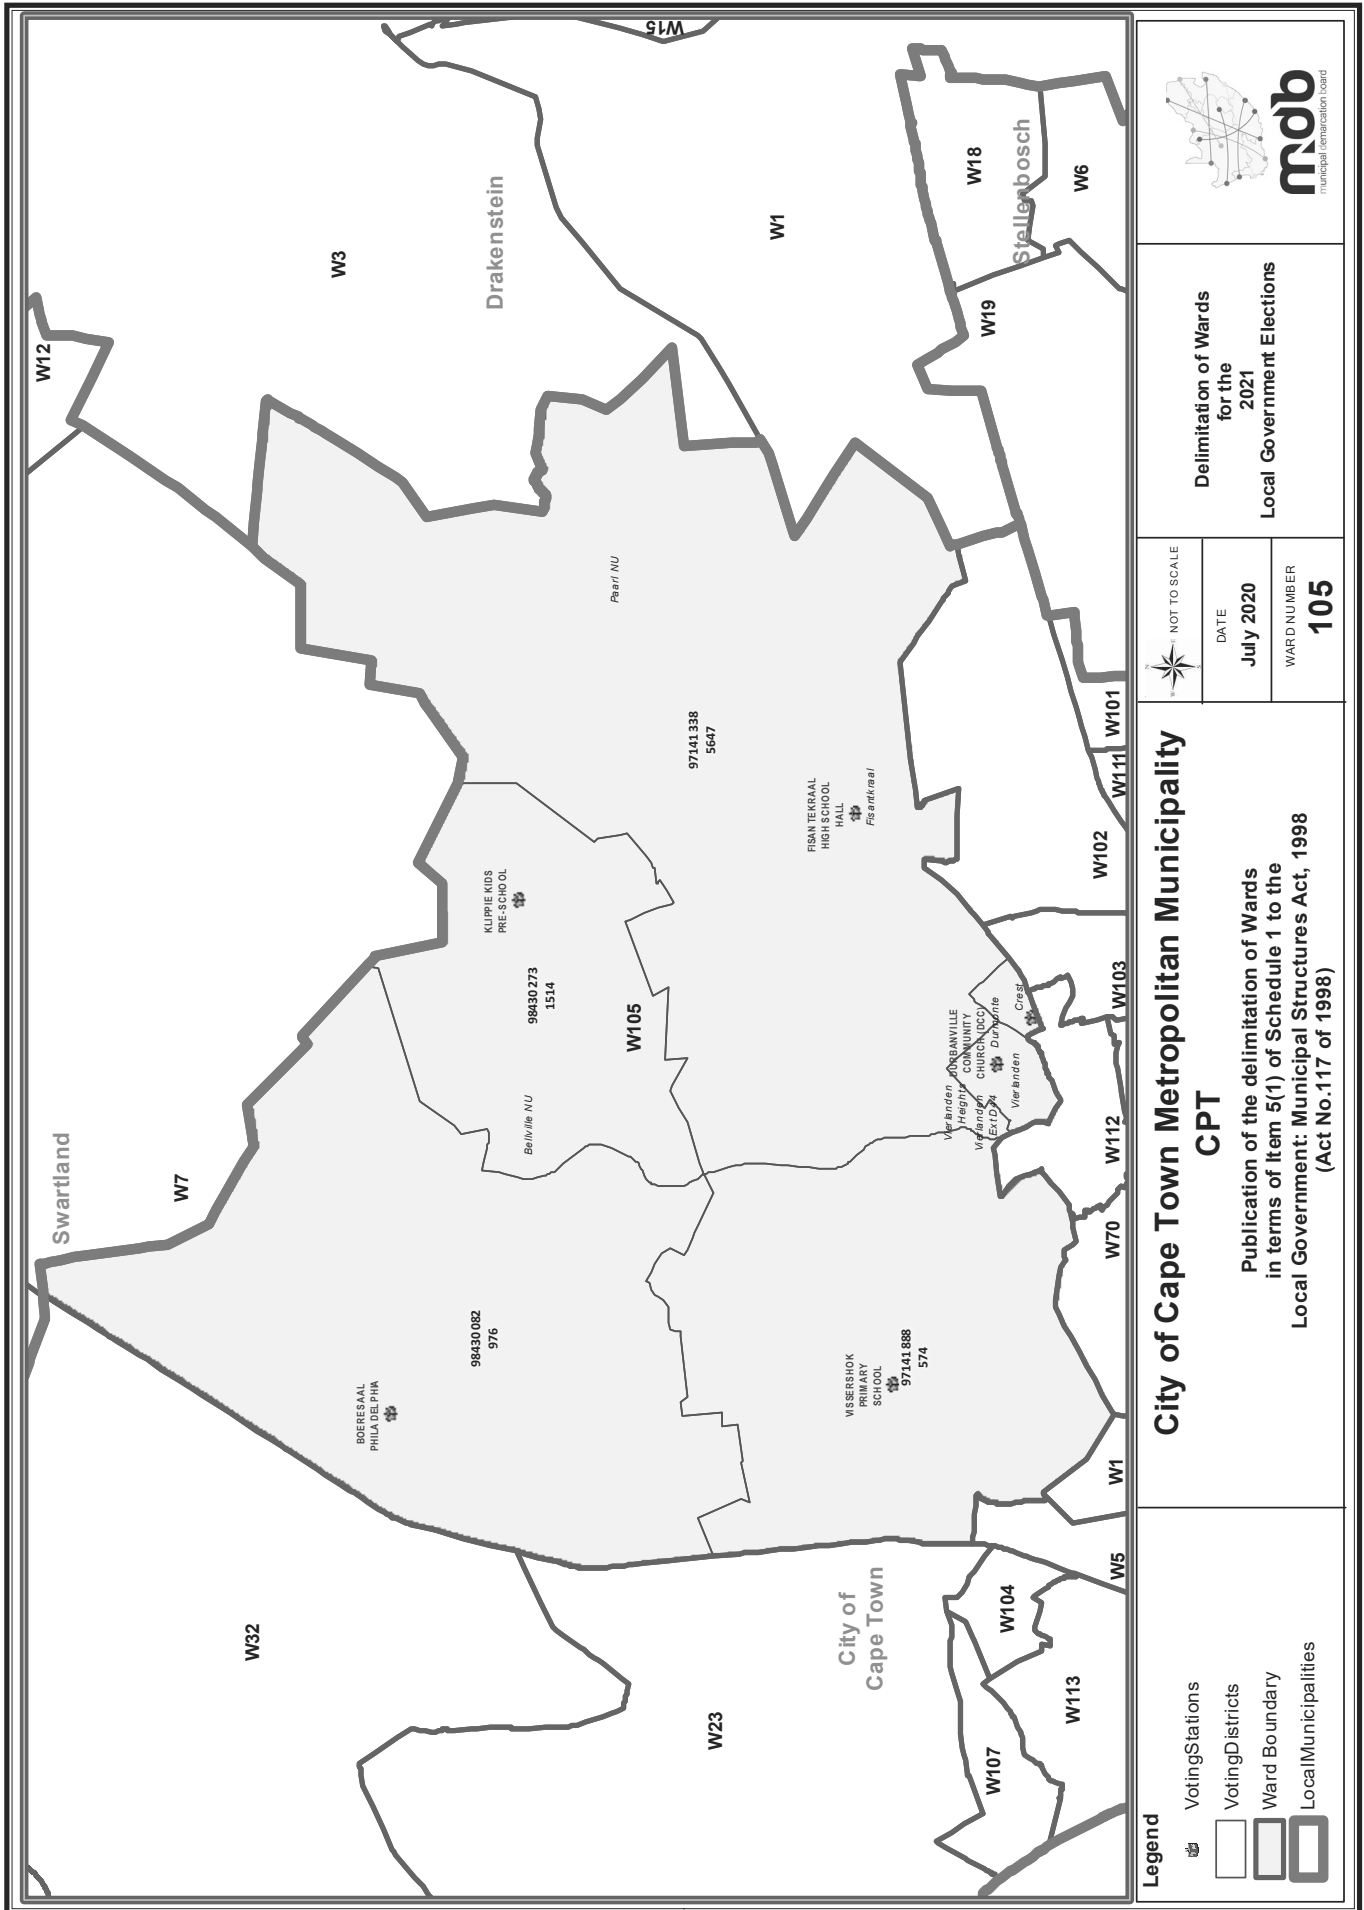 Swartland
W7
W12
W3
Drakenstein
W15
W1
W18
Stellenbosch
W6
W19
W32
BOERESAAL
PHILADELPHIA
98430082
976
Bellville NU
98430273
1514
KLIPPIE KIDS
PRE-SCHOOL
W105
Paarl NU
97141338
5647
FISANTEKRAAL
HIGH SCHOOL
HALL
Fisantkraal
W23
City of
Cape Town
VISSERSHOK
PRIMARY
SCHOOL
97141888
574
Vierlanden
Heights
DURBANVILLE
COMMUNITY
CHURCH (DCC)
Vierlanden
Ext D44
Durmonte
Vierlanden
Crest
W107
W104
W113
W5
W1
W70
W112
W103
W102
W111
W101
Legend
VotingStations
VotingDistricts
Ward Boundary
LocalMunicipalities
City of Cape Town Metropolitan Municipality
CPT
Publication of the delimitation of Wards
in terms of Item 5(1) of Schedule 1 to the
Local Government: Municipal Structures Act, 1998
(Act No.117 of 1998)
N
E
S
W
NOT TO SCALE
DATE
July 2020
WARD NUMBER
105
Delimitation of Wards
for the
2021
Local Government Elections
mdb
municipal demarcation board